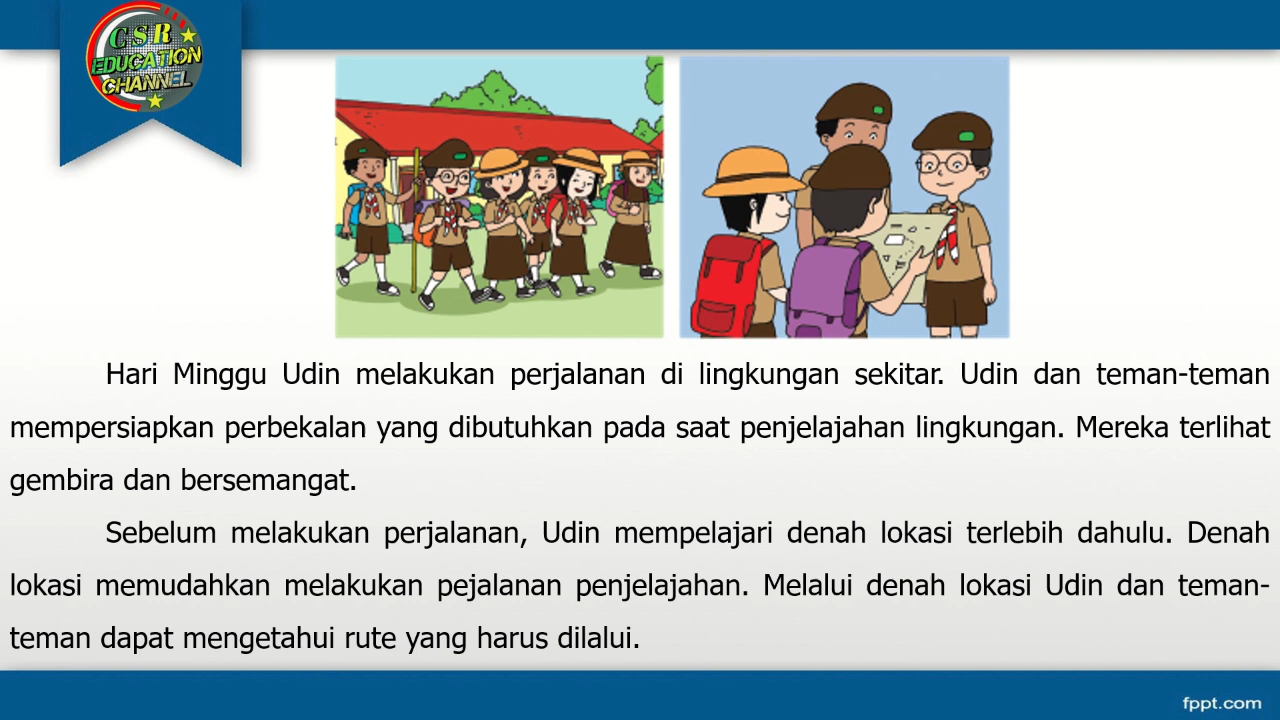 CSR
EDUCATION
CHANNEL
Hari Minggu Udin melakukan perjalanan di lingkungan sekitar. Udin dan teman-teman
mempersiapkan perbekalan yang dibutuhkan pada saat penjelajahan lingkungan. Mereka terlihat
gembira dan bersemangat.
Sebelum melakukan perjalanan, Udin mempelajari denah lokasi terlebih dahulu. Denah
lokasi memudahkan melakukan pejalanan penjelajahan. Melalui denah lokasi Udin dan teman-
teman dapat mengetahui rute yang harus dilalui.
fppt.com